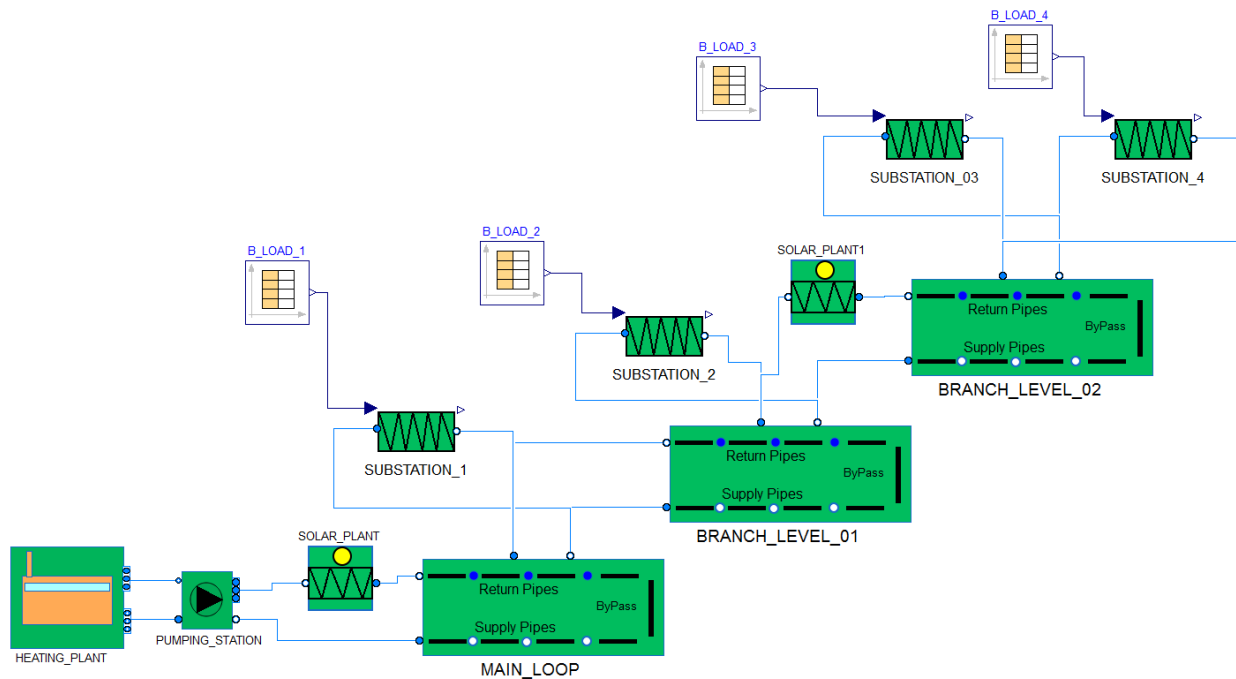 B_LOAD_4
B_LOAD_3
SUBSTATION_03
SUBSTATION_4
B_LOAD_2
B_LOAD_1
SOLAR_PLANT1
Return Pipes
ByPass
Supply Pipes
BRANCH_LEVEL_02
SUBSTATION_2
SUBSTATION_1
Return Pipes
ByPass
Supply Pipes
BRANCH_LEVEL_01
SOLAR_PLANT
Return Pipes
ByPass
Supply Pipes
MAIN_LOOP
PUMPING_STATION
HEATING_PLANT